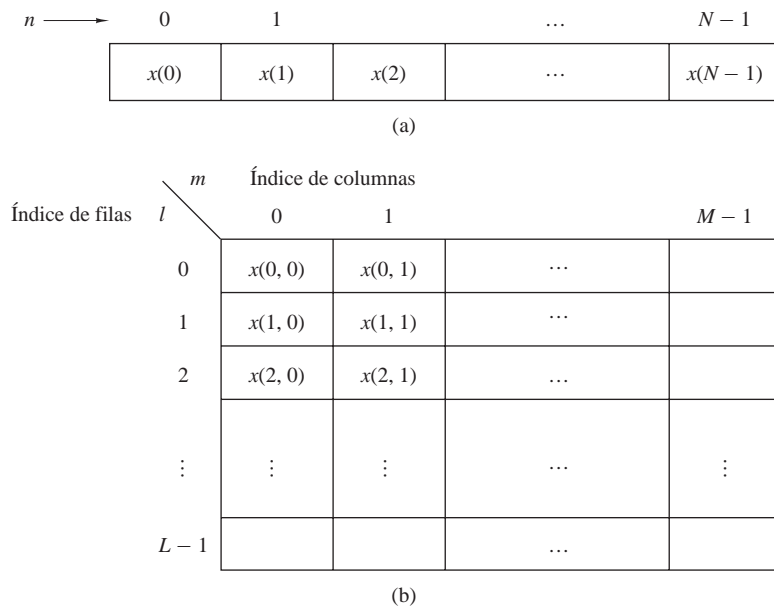 n 0 1 … N − 1
x(0) x(1) x(2) … x(N − 1)
(a)
m Índice de columnas
Índice de filas l 0 1 M − 1
0 x(0, 0) x(0, 1) …
1 x(1, 0) x(1, 1) …
2 x(2, 0) x(2, 1) …
⋮ ⋮ ⋮ … ⋮
L − 1 …
(b)